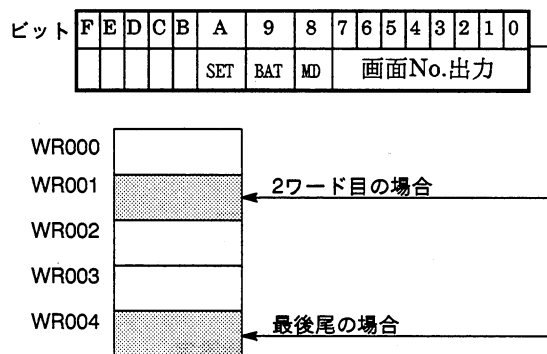 ビット F E D C B A 9 8 7 6 5 4 3 2 1 0
SET BAT MD 画面No.出力
WR000
WR001 2ワード目の場合
WR002
WR003
WR004 最後尾の場合